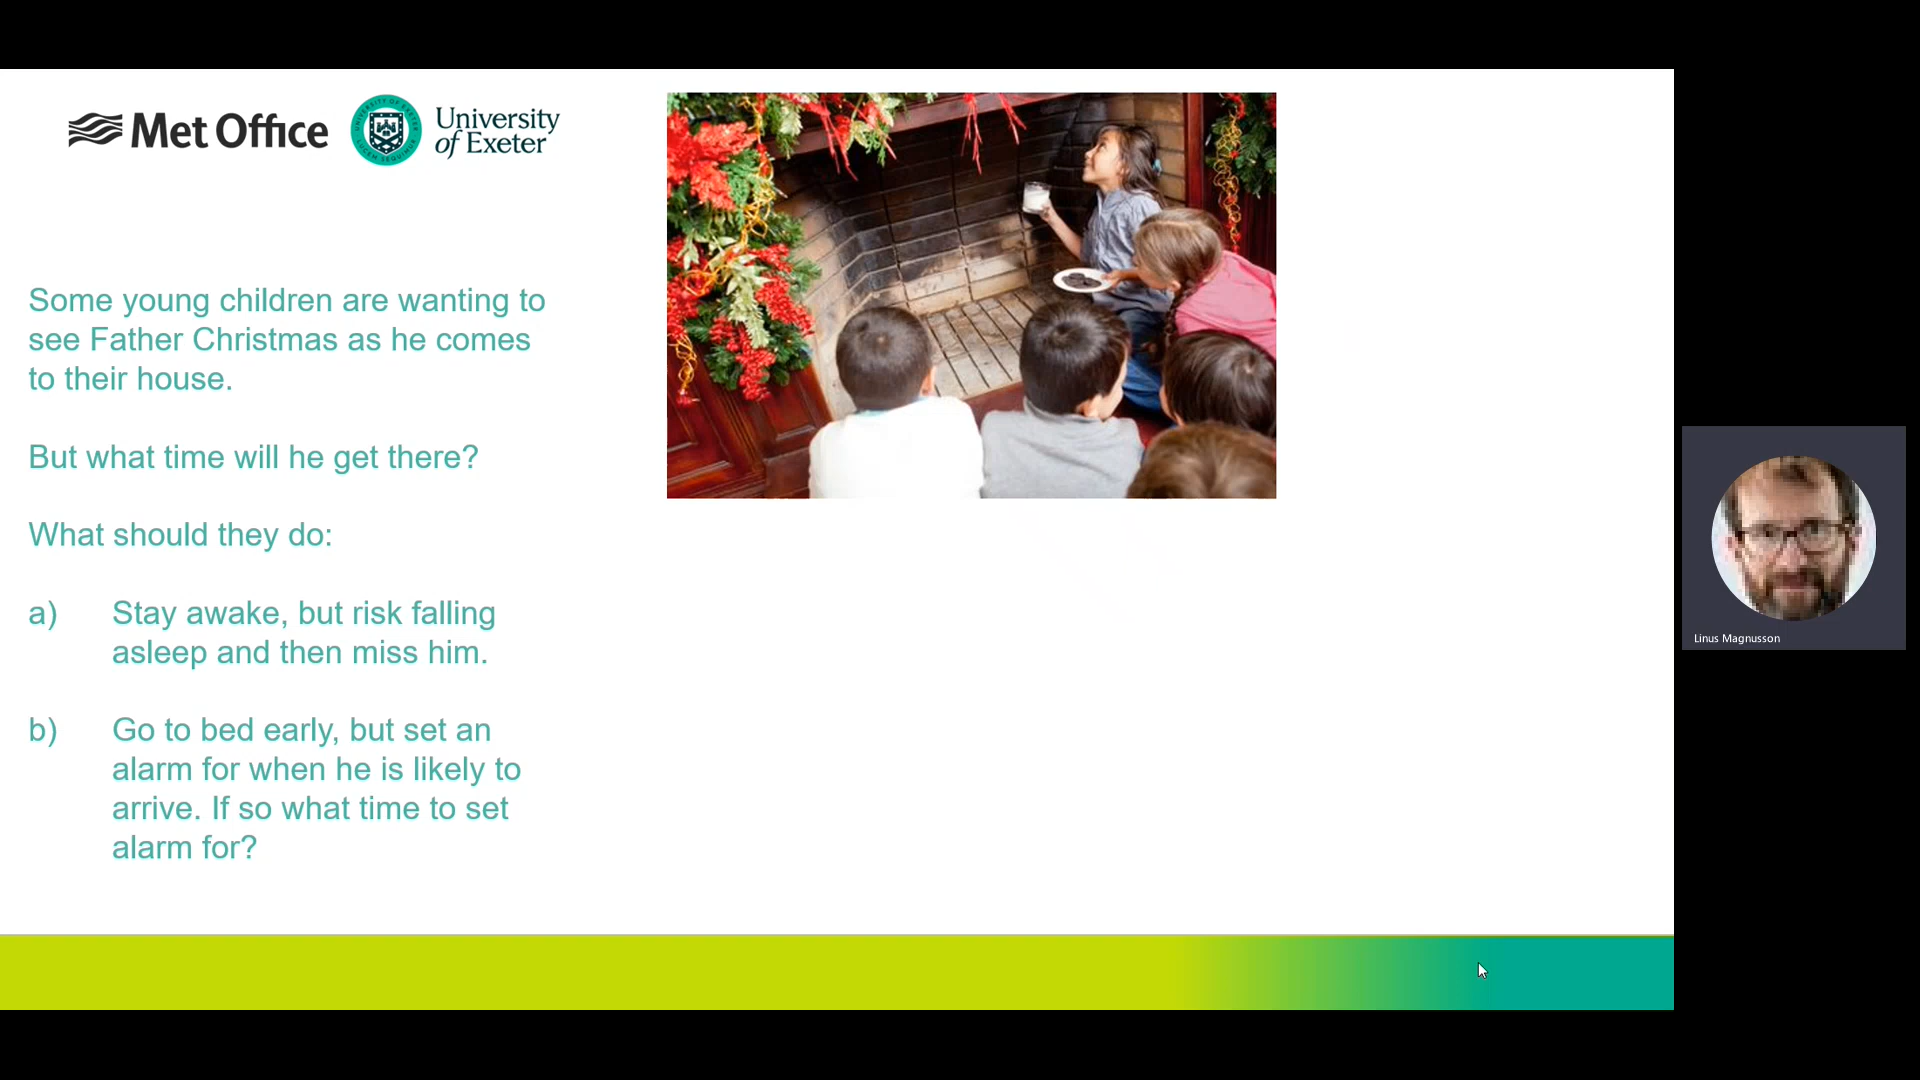 Met Office
University
of Exeter
Some young children are wanting to
see Father Christmas as he comes
to their house.
But what time will he get there?
What should they do:
a) Stay awake, but risk falling
asleep and then miss him.
b) Go to bed early, but set an
alarm for when he is likely to
arrive. If so what time to set
alarm for?
Linus Magnusson